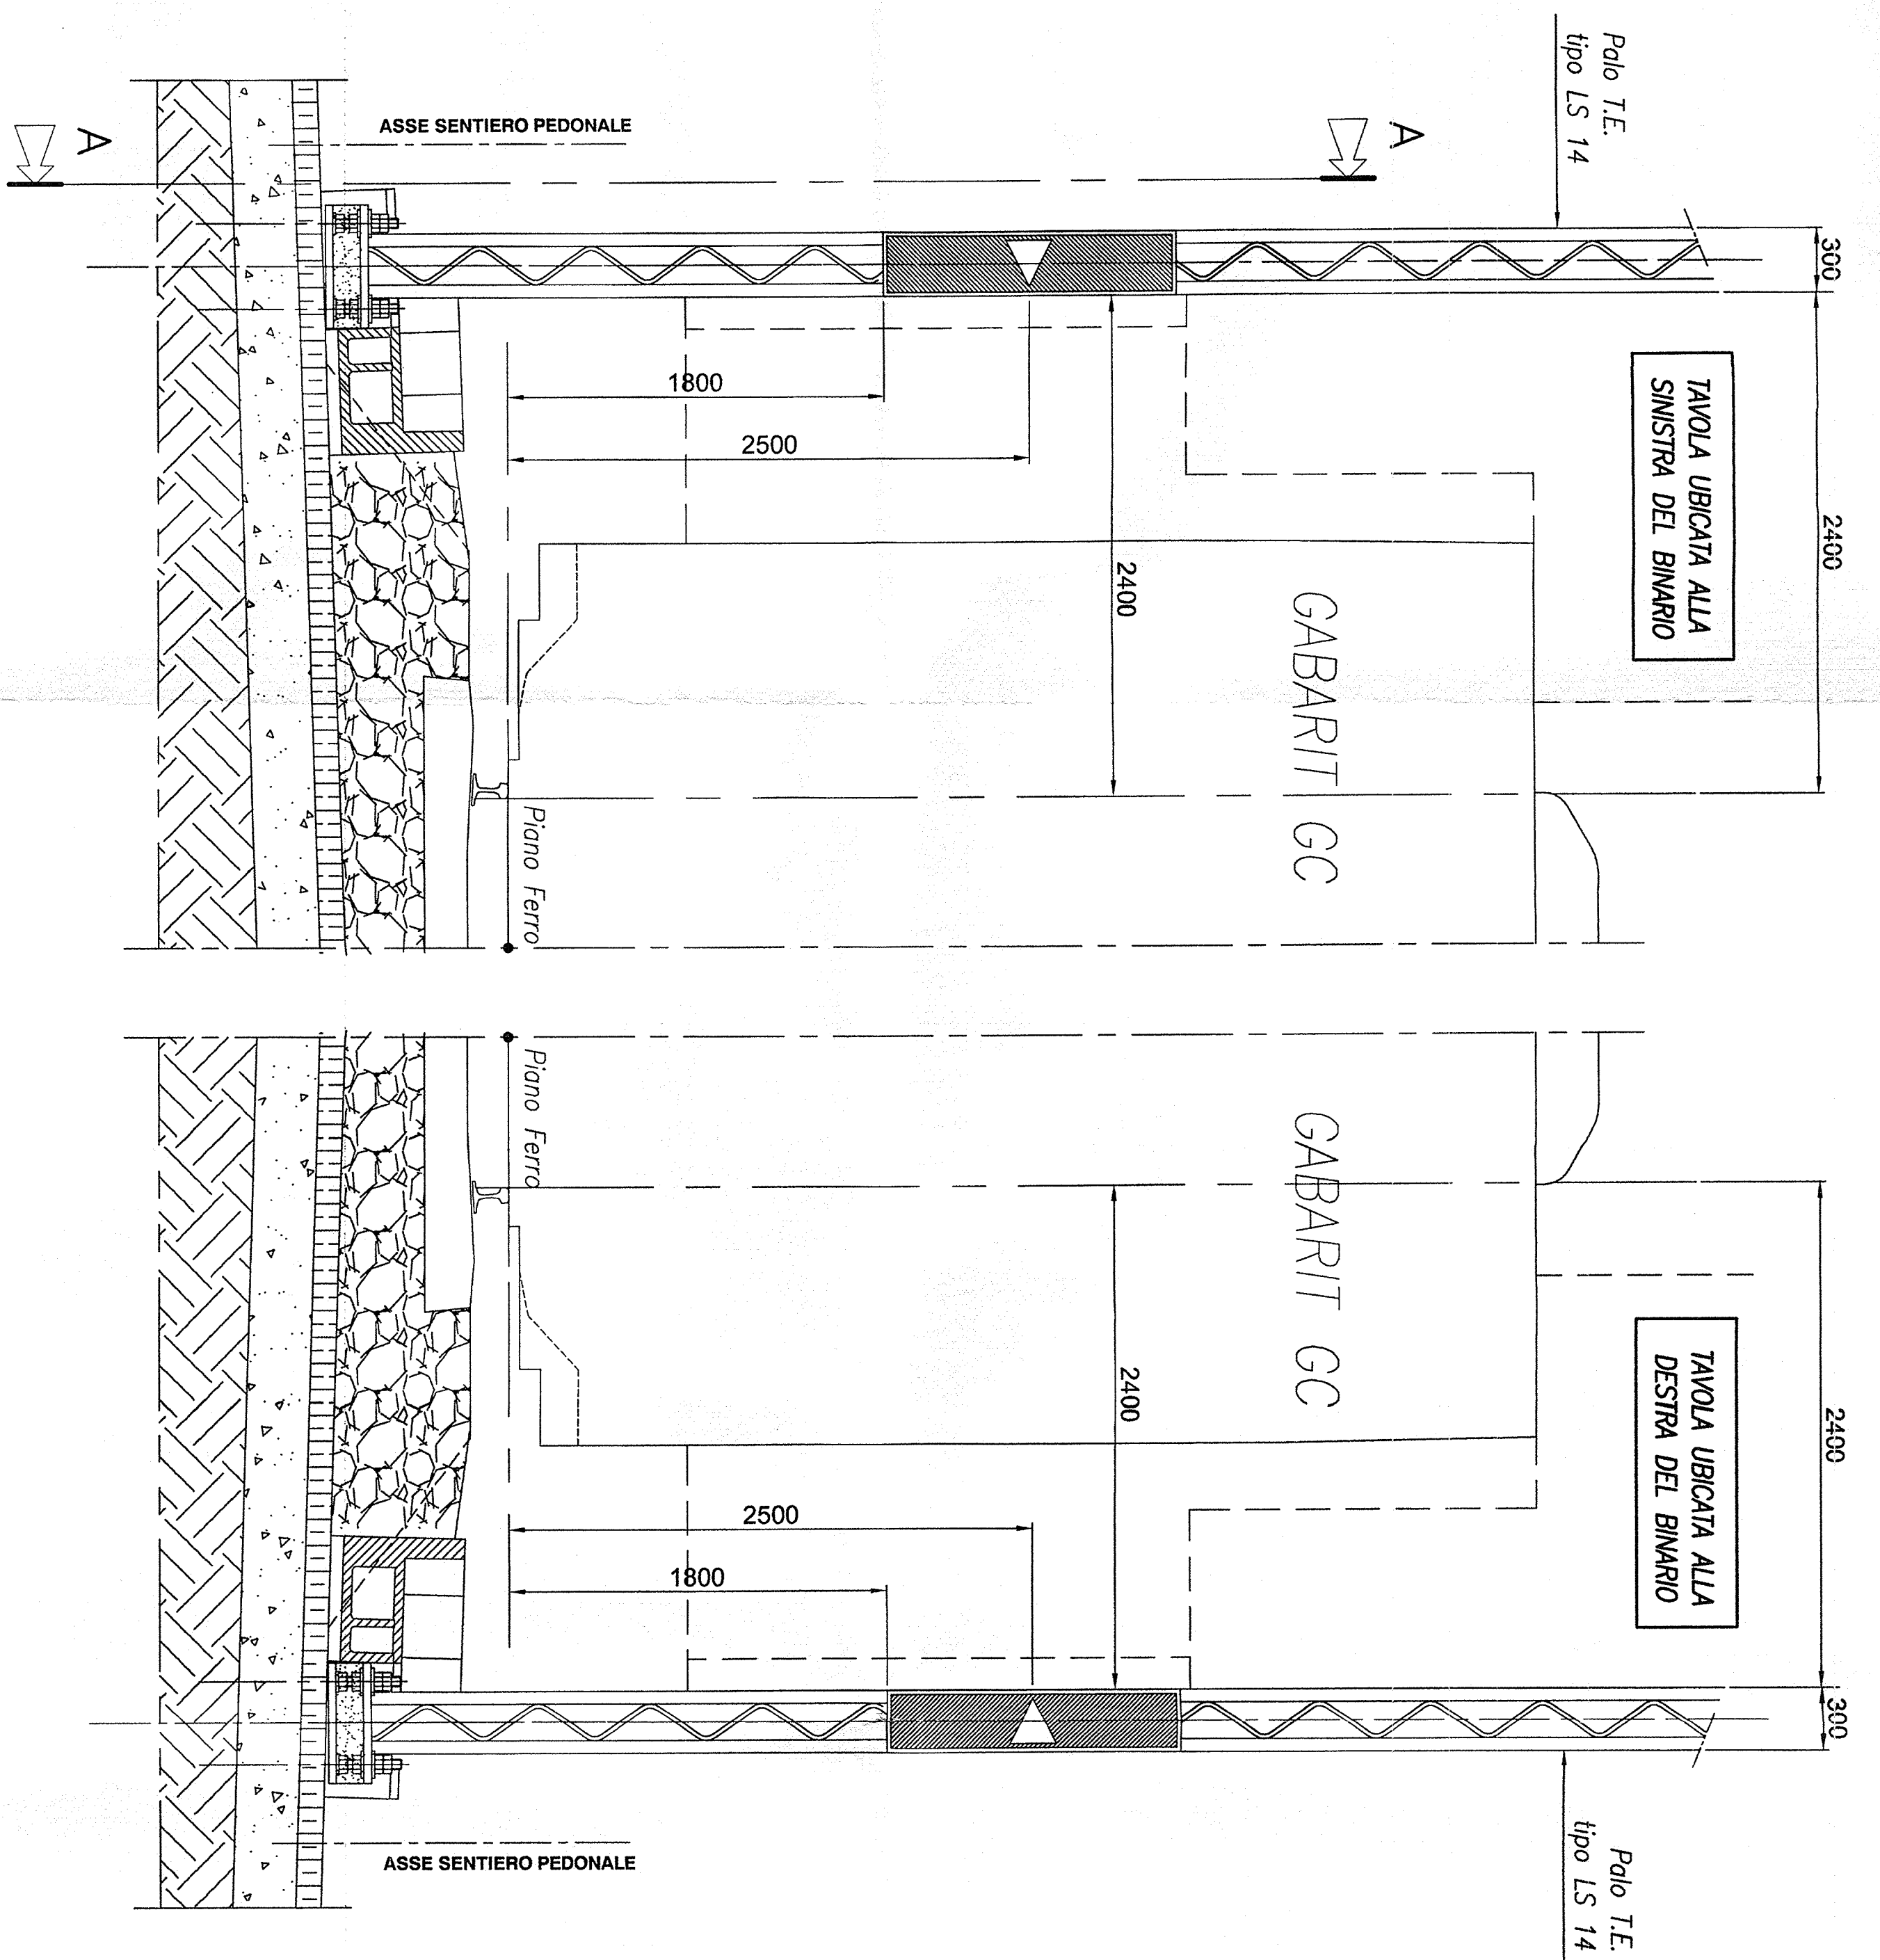 Palo T.E.
tipo LS 14
A
A
ASSE SENTIERO PEDONALE
300
2400
TAVOLA UBICATA ALLA
SINISTRA DEL BINARIO
1800
2500
2400
GABARIT GC
Piano Ferro
Piano Ferro
GABARIT GC
2400
2400
TAVOLA UBICATA ALLA
DESTRA DEL BINARIO
2500
1800
300
Palo T.E.
tipo LS 14
ASSE SENTIERO PEDONALE